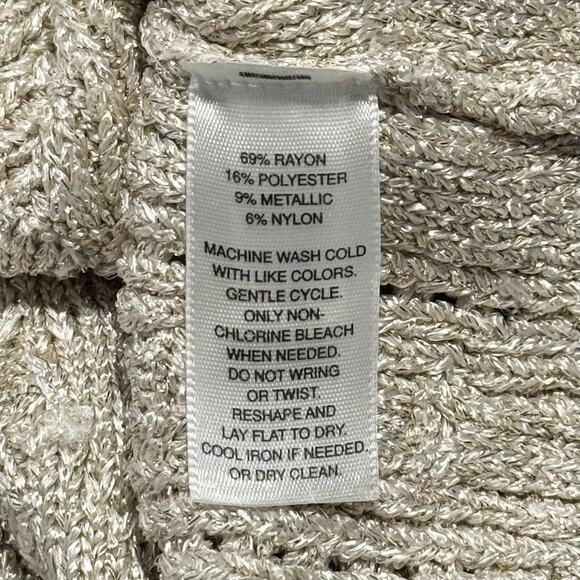 69% RAYON
16% POLYESTER
9% METALLIC
6% NYLON
MACHINE WASH COLD
WITH LIKE COLORS.
GENTLE CYCLE.
ONLY NON-
CHLORINE BLEACH
WHEN NEEDED.
DO NOT WRING
OR TWIST.
RESHAPE AND
LAY FLAT TO DRY.
COOL IRON IF NEEDED.
OR DRY CLEAN.